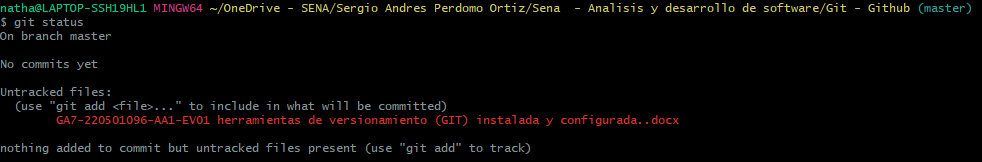 natha@LAPTOP-SSH19HL1 MINGW64 ~/OneDrive - SENA/Sergio Andres Perdomo Ortiz/Sena  - Analisis y desarrollo de software/Git - Github (master)
$ git status
On branch master
No commits yet
Untracked files:
  (use "git add <file>..." to include in what will be committed)
        GA7-220501096-AA1-EV01 herramientas de versionamiento (GIT) instalada y configurada..docx
nothing added to commit but untracked files present (use "git add" to track)